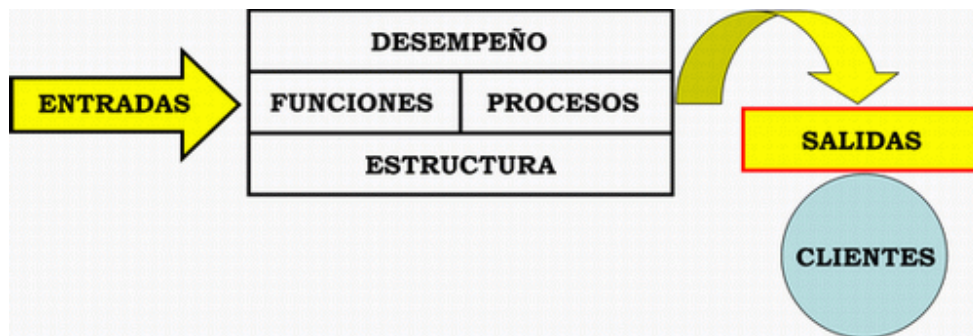 DESEMPEÑO
ENTRADAS
FUNCIONES
PROCESOS
ESTRUCTURA
SALIDAS
CLIENTES